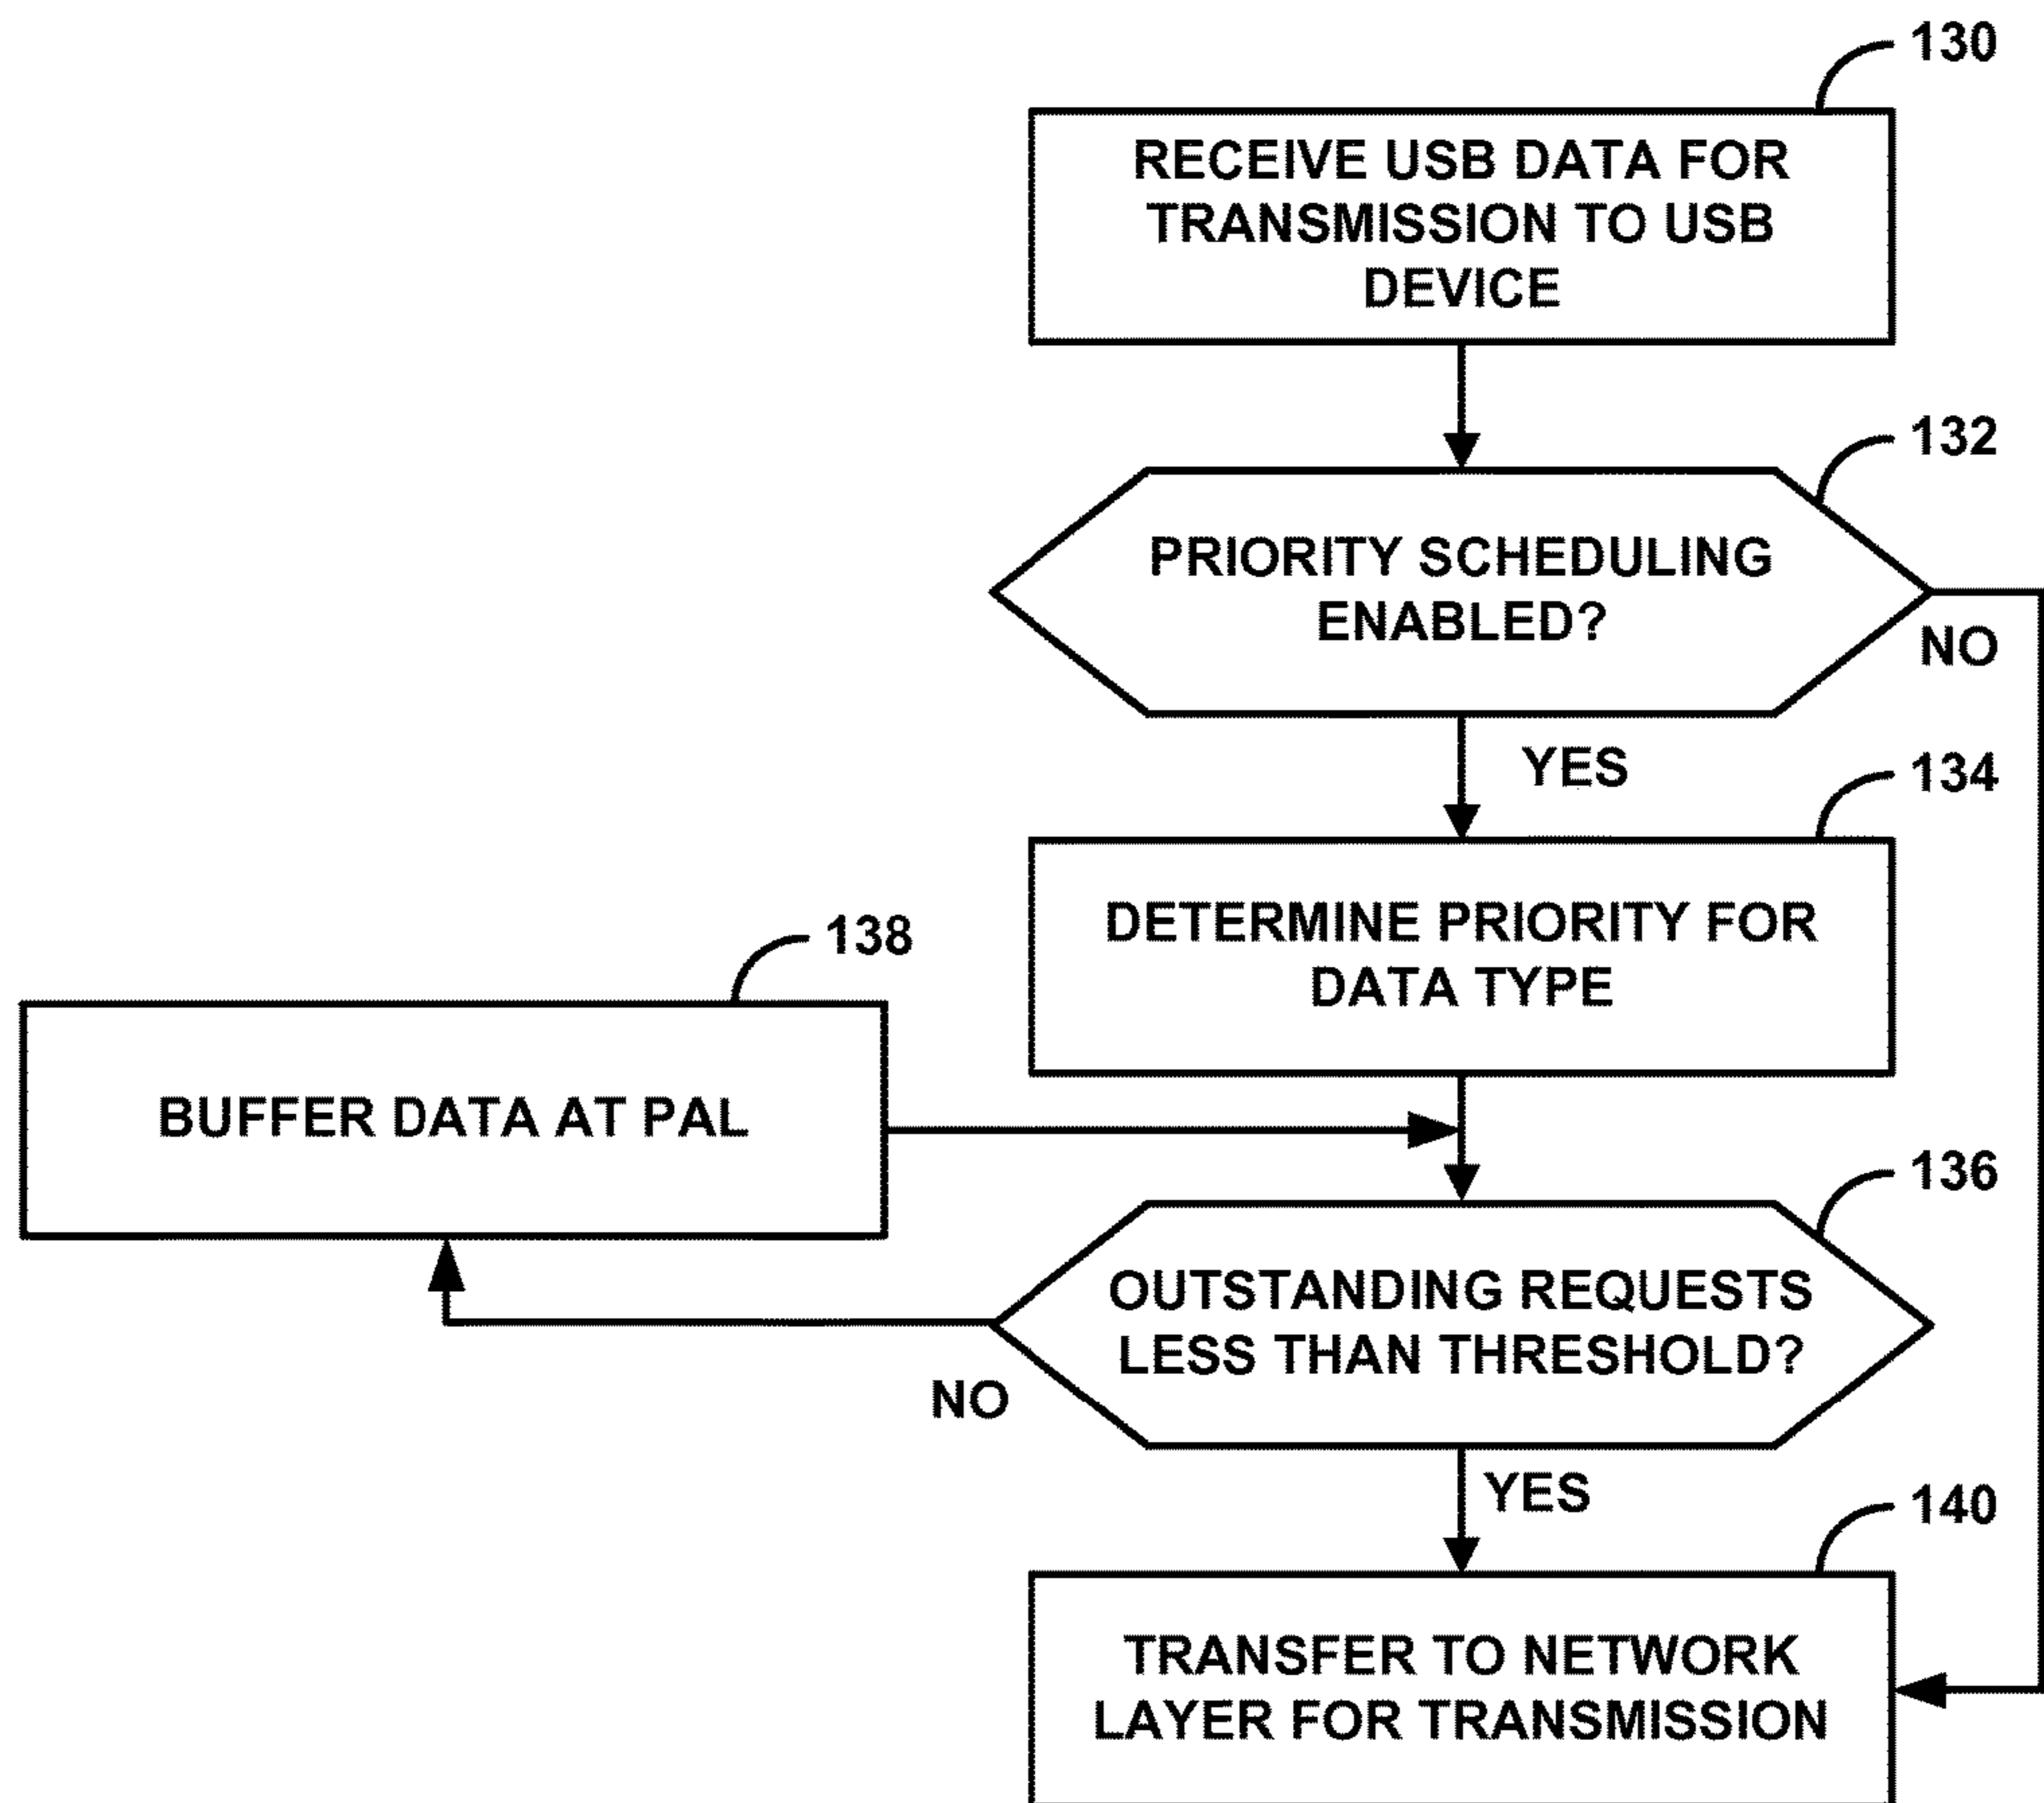 130
RECEIVE USB DATA FOR
TRANSMISSION TO USB
DEVICE
132
PRIORITY SCHEDULING
ENABLED?
NO
YES
134
DETERMINE PRIORITY FOR
DATA TYPE
138
BUFFER DATA AT PAL
136
OUTSTANDING REQUESTS
LESS THAN THRESHOLD?
NO
YES
140
TRANSFER TO NETWORK
LAYER FOR TRANSMISSION